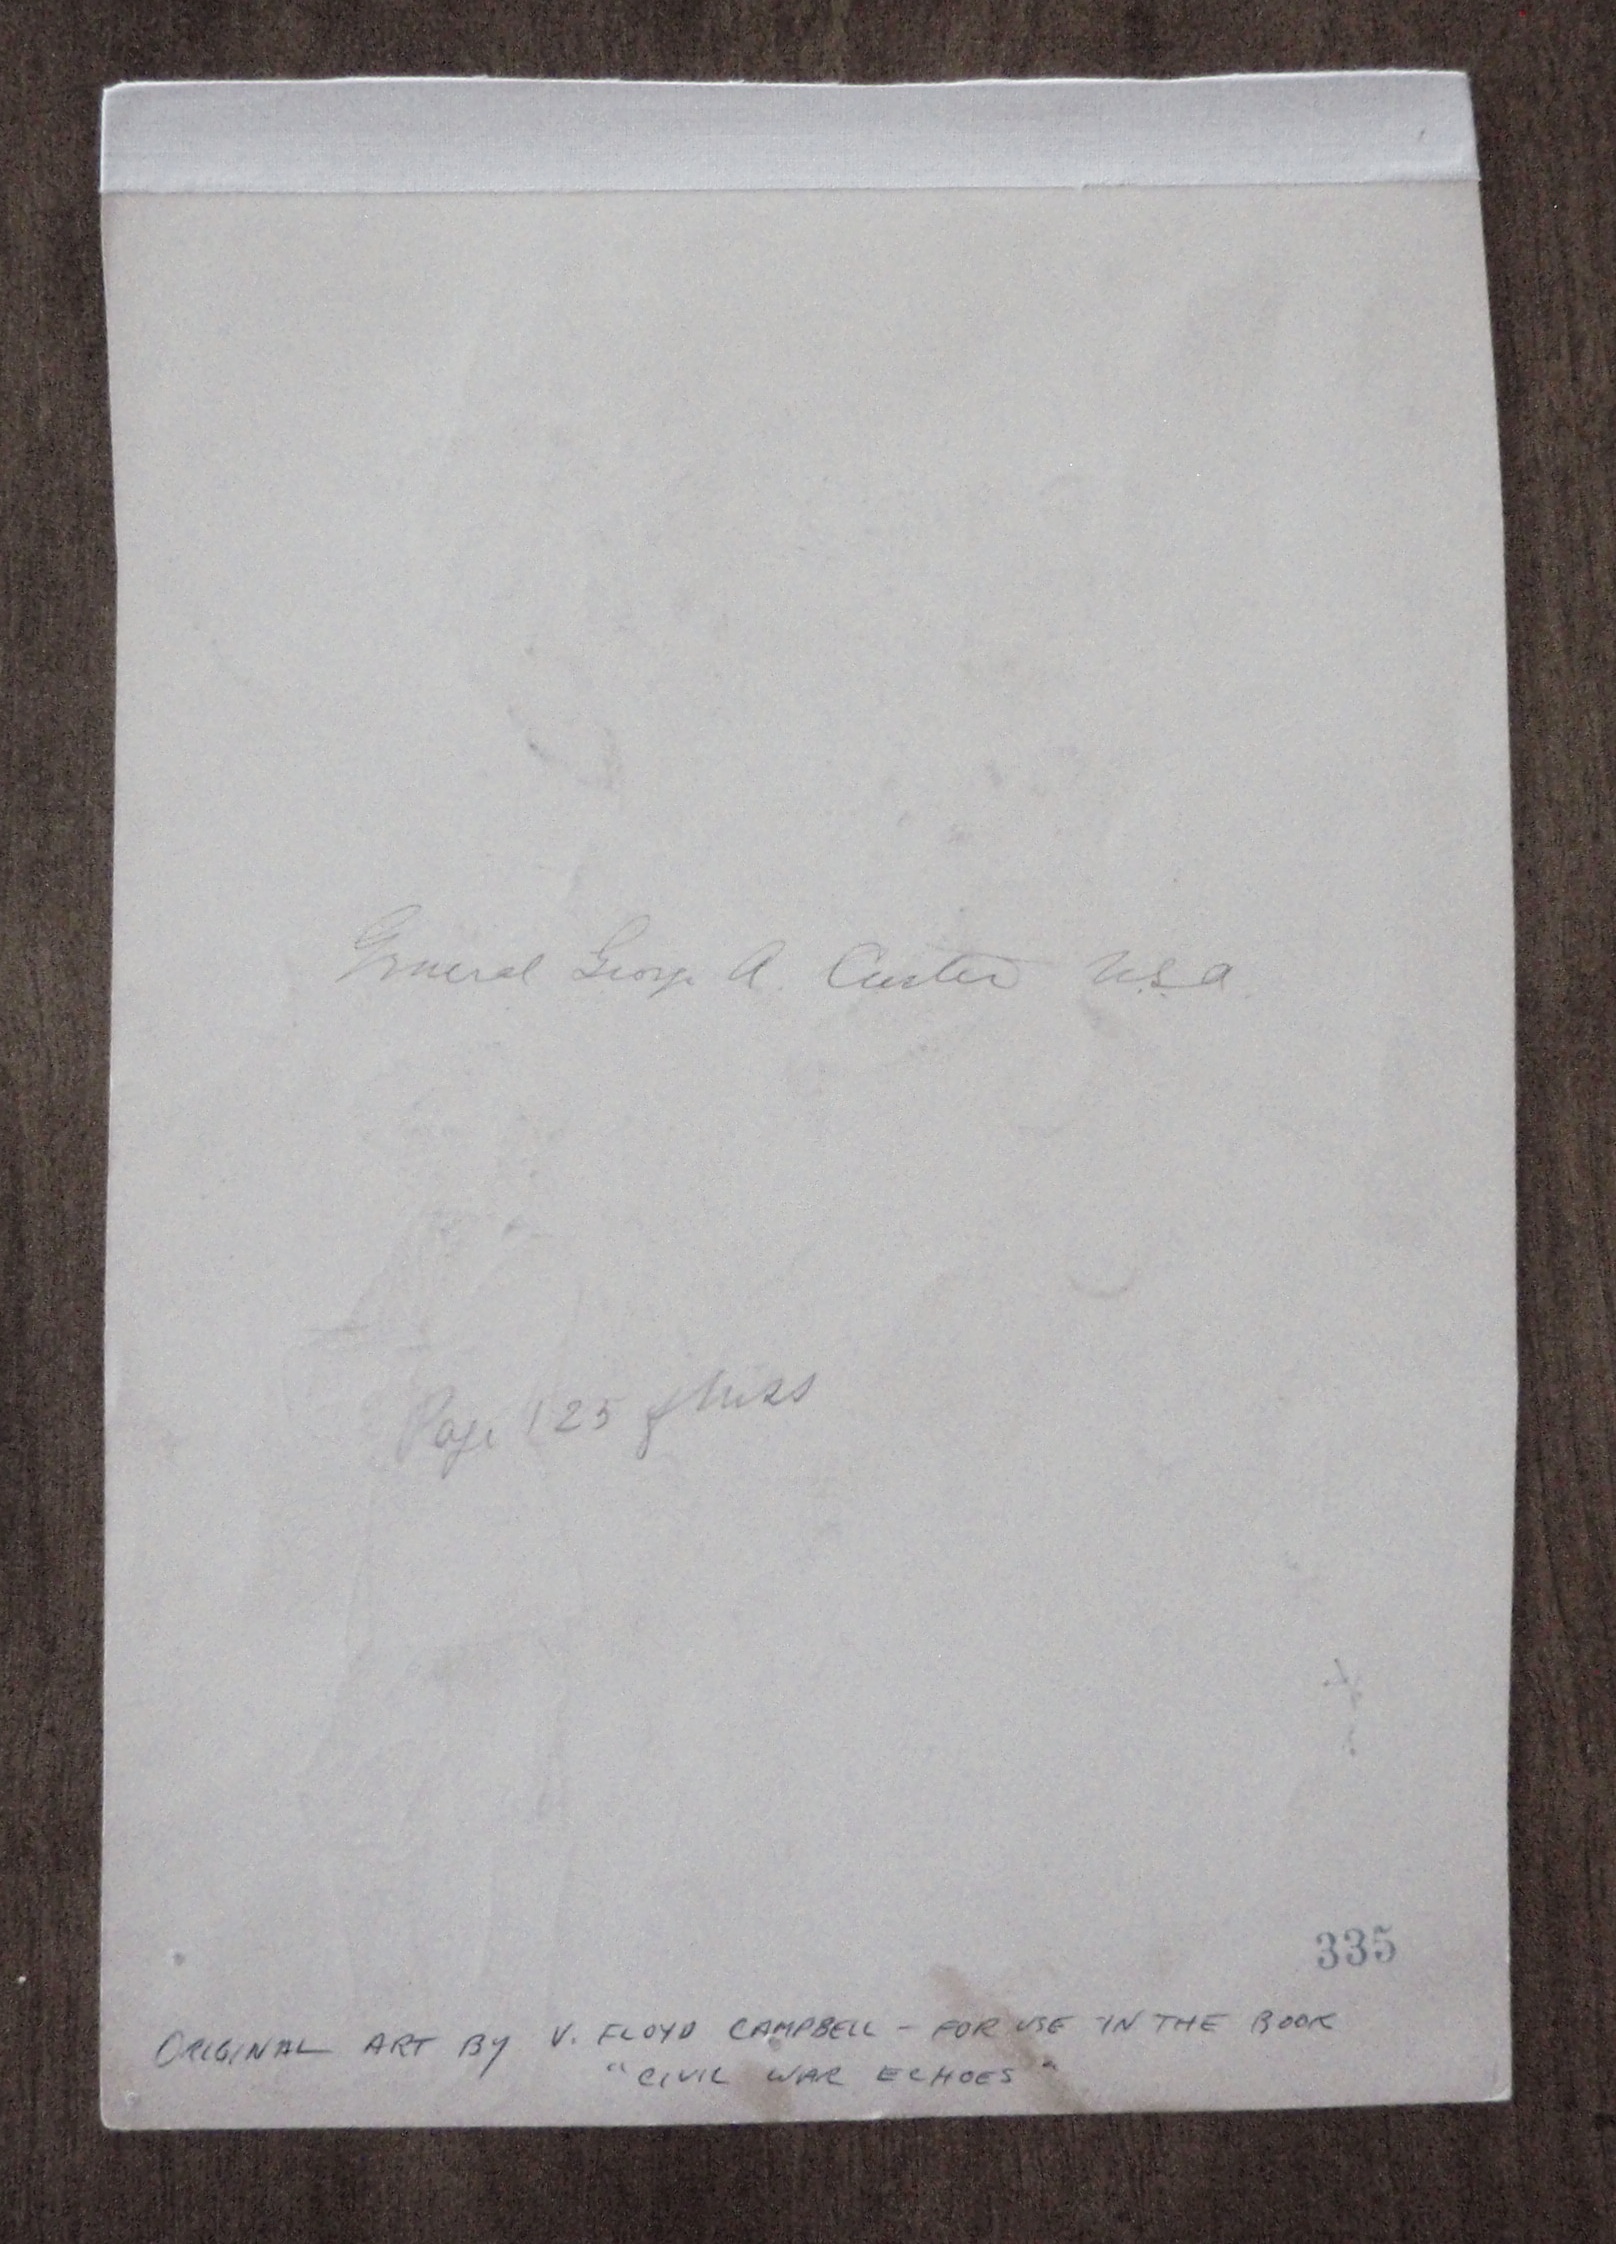 General George A. Custer U.S.A.
Page 125 of Mss
335
ORIGINAL ART BY V. FLOYD CAMPBELL - FOR USE IN THE BOOK
"CIVIL WAR ECHOES"